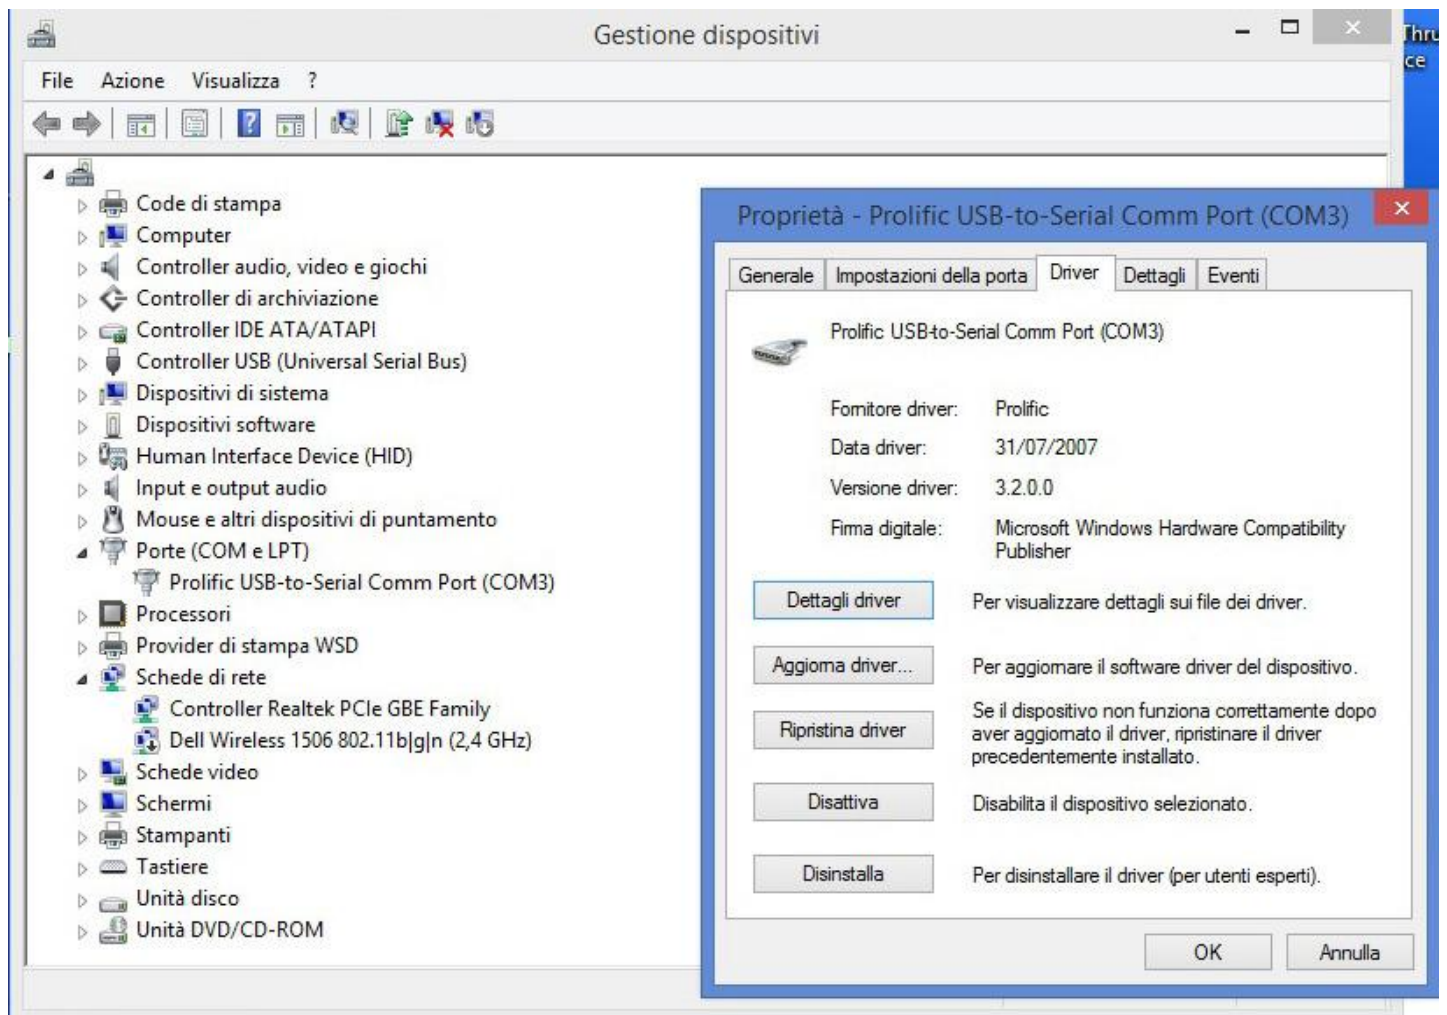 Gestione dispositivi
Thru
ce
File Azione Visualizza ?
Code di stampa
Computer
Controller audio, video e giochi
Controller di archiviazione
Controller IDE ATA/ATAPI
Controller USB (Universal Serial Bus)
Dispositivi di sistema
Dispositivi software
Human Interface Device (HID)
Input e output audio
Mouse e altri dispositivi di puntamento
Porte (COM e LPT)
Prolific USB-to-Serial Comm Port (COM3)
Processori
Provider di stampa WSD
Schede di rete
Controller Realtek PCIe GBE Family
Dell Wireless 1506 802.11b|g|n (2,4 GHz)
Schede video
Schermi
Stampanti
Tastiere
Unità disco
Unità DVD/CD-ROM
Proprietà - Prolific USB-to-Serial Comm Port (COM3)
Generale Impostazioni della porta Driver Dettagli Eventi
Prolific USB-to-Serial Comm Port (COM3)
Fornitore driver: Prolific
Data driver: 31/07/2007
Versione driver: 3.2.0.0
Firma digitale: Microsoft Windows Hardware Compatibility
Publisher
Dettagli driver Per visualizzare dettagli sui file dei driver.
Aggiorna driver... Per aggiornare il software driver del dispositivo.
Ripristina driver Se il dispositivo non funziona correttamente dopo
aver aggiornato il driver, ripristinare il driver
precedentemente installato.
Disattiva Disabilita il dispositivo selezionato.
Disinstalla Per disinstallare il driver (per utenti esperti).
OK Annulla